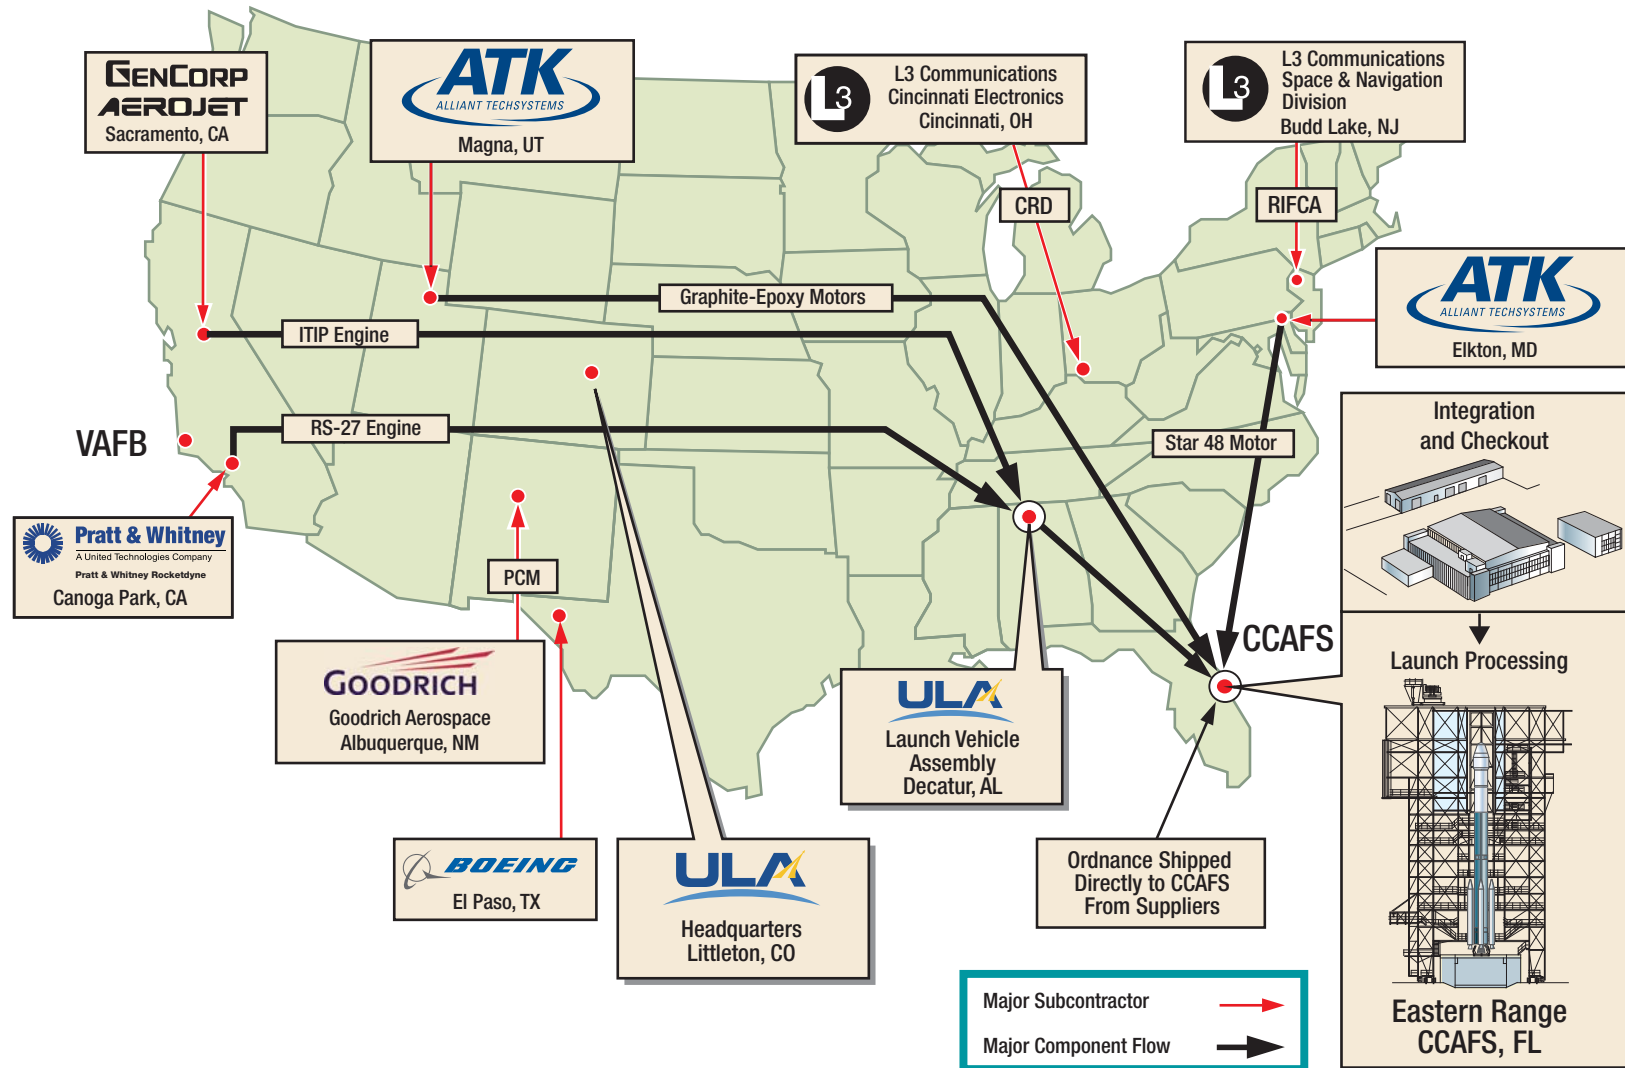 GENCORP
AEROJET
Sacramento, CA
ATK
ALLIANT TECHSYSTEMS
Magna, UT
L3
L3 Communications
Cincinnati Electronics
Cincinnati, OH
L3
L3 Communications
Space & Navigation
Division
Budd Lake, NJ
CRD
RIFCA
ATK
ALLIANT TECHSYSTEMS
Elkton, MD
Graphite-Epoxy Motors
ITIP Engine
RS-27 Engine
Star 48 Motor
VAFB
Pratt & Whitney
A United Technologies Company
Pratt & Whitney Rocketdyne
Canoga Park, CA
PCM
GOODRICH
Goodrich Aerospace
Albuquerque, NM
BOEING
El Paso, TX
ULA
Headquarters
Littleton, CO
ULA
Launch Vehicle
Assembly
Decatur, AL
CCAFS
Ordnance Shipped
Directly to CCAFS
From Suppliers
Integration
and Checkout
Launch Processing
Eastern Range
CCAFS, FL
Major Subcontractor
Major Component Flow